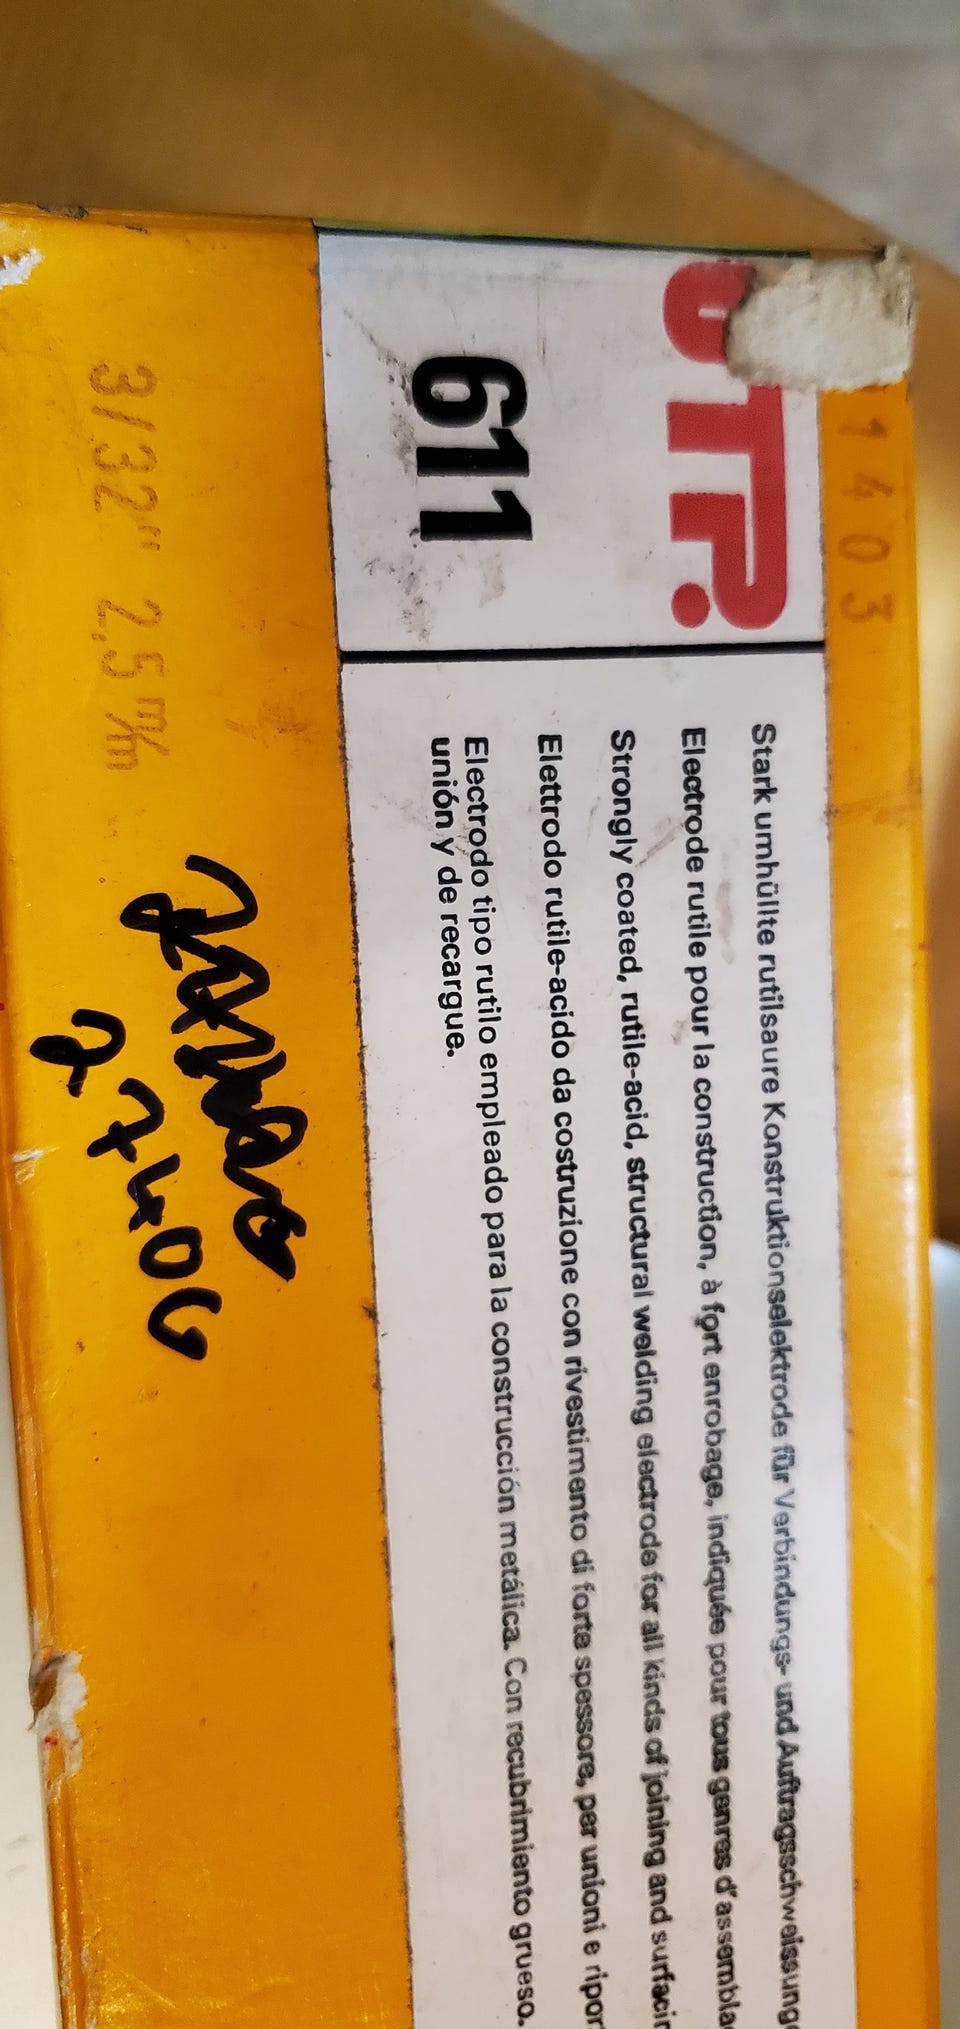 1403
UTP
611
Stark umhüllte rutilsaure Konstruktionselektrode für Verbindungs- und Auftragsschweissung
Electrode rutile pour la construction, à fort enrobage, indiquée pour tous genres d'assembla
Strongly coated, rutile-acid, structural welding electrode for all kinds of joining and surfacin
Elettrodo rutile-acido da costruzione con rivestimento di forte spessore, per unioni e ripor
Electrodo tipo rutilo empleado para la construcción metálica. Con recubrimiento grueso.
unión y de recargue.
3/32" 2.5 m/m
27400